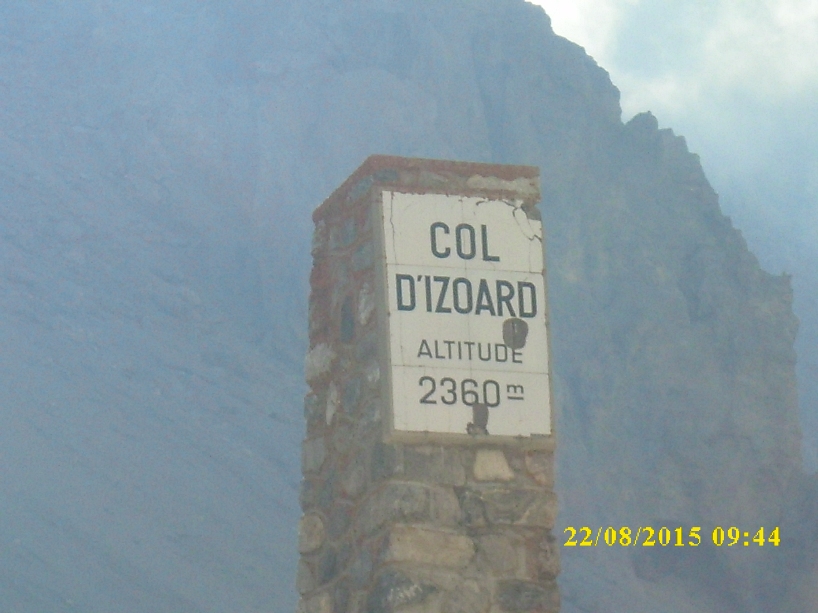 COL
D'IZOARD
ALTITUDE
2360 m
22/08/2015 09:44